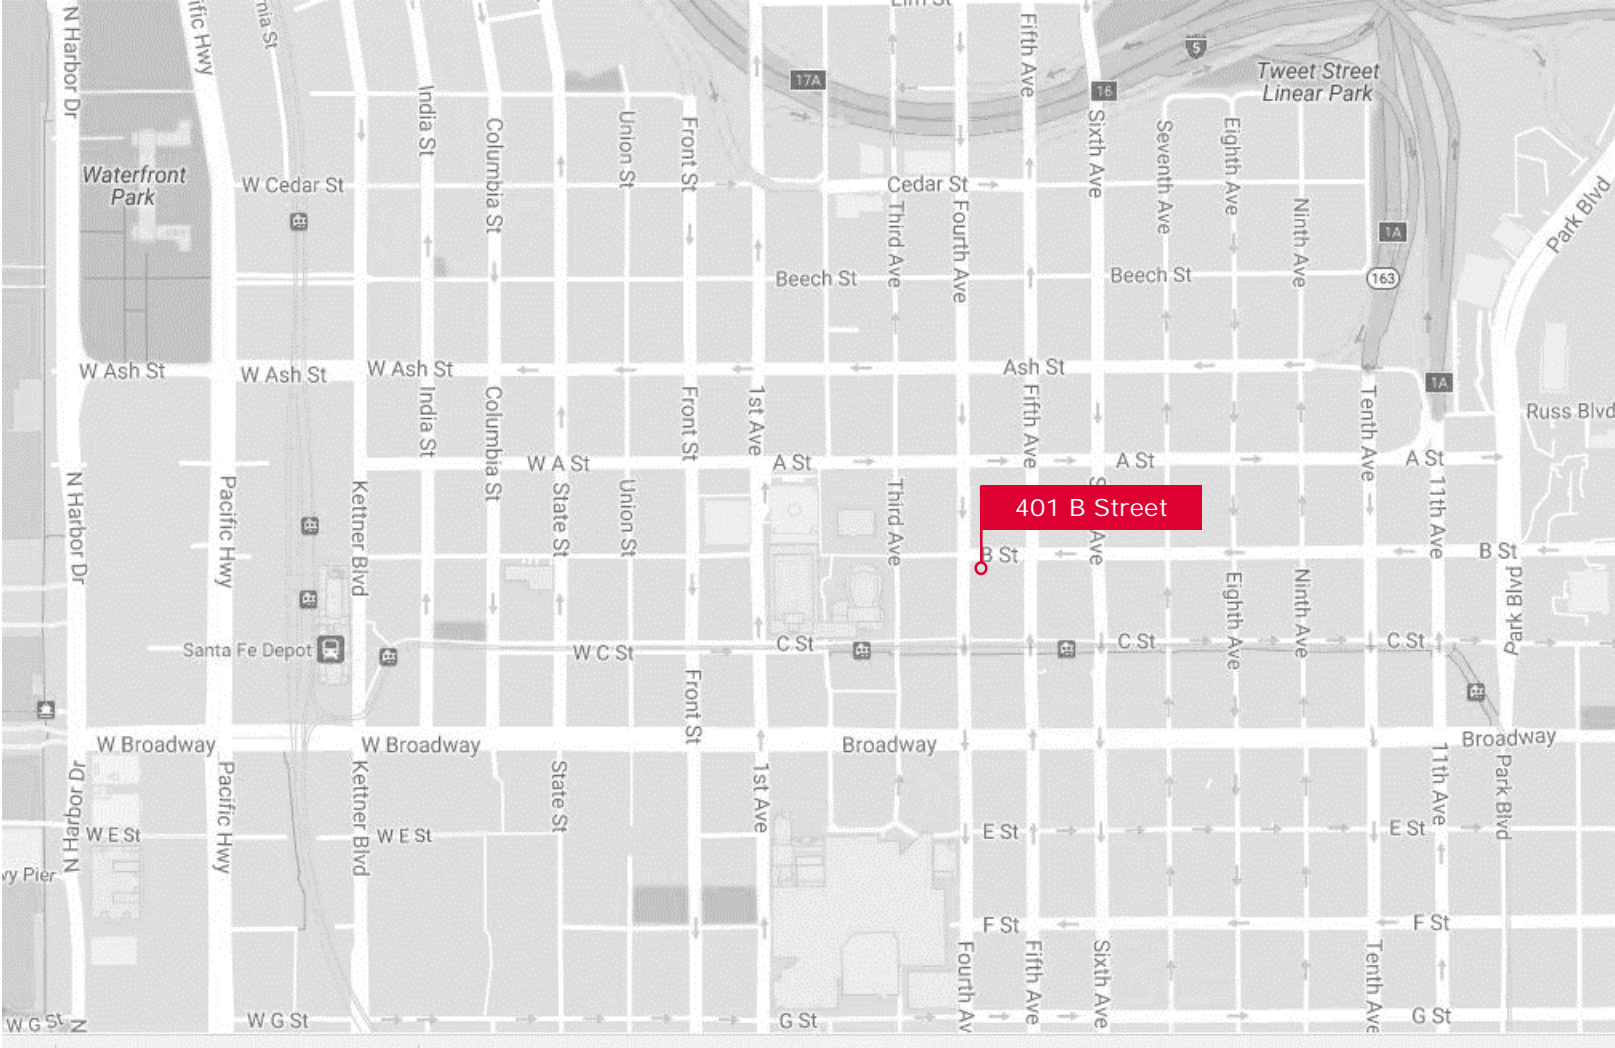 Elm St
N Harbor Dr
Fifth Ave
5
Tweet Street
Linear Park
17A
16
India St
Columbia St
Union St
Front St
Sixth Ave
Seventh Ave
Eighth Ave
Waterfront
Park
W Cedar St
Cedar St
Third Ave
Fourth Ave
Ninth Ave
Park Blvd
1A
Beech St
Beech St
163
W Ash St
W Ash St
W Ash St
Ash St
1A
India St
Columbia St
Front St
1st Ave
Fifth Ave
Tenth Ave
Russ Blvd
W A St
A St
A St
A St
N Harbor Dr
Pacific Hwy
Kettner Blvd
State St
Union St
Third Ave
11th Ave
401 B Street
B St
B St
Eighth Ave
Ninth Ave
Park Blvd
Santa Fe Depot
W C St
C St
C St
C St
Front St
W Broadway
W Broadway
Broadway
Broadway
N Harbor Dr
Pacific Hwy
Kettner Blvd
State St
1st Ave
11th Ave
Park Blvd
W E St
W E St
E St
E St
F St
F St
Fifth Ave
Sixth Ave
Tenth Ave
W G St
W G St
G St
G St